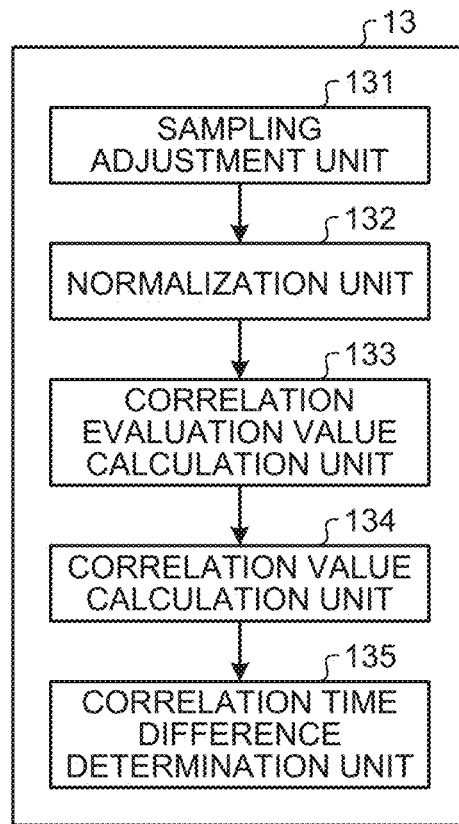 13
131
SAMPLING
ADJUSTMENT UNIT
132
NORMALIZATION UNIT
133
CORRELATION
EVALUATION VALUE
CALCULATION UNIT
134
CORRELATION VALUE
CALCULATION UNIT
135
CORRELATION TIME
DIFFERENCE
DETERMINATION UNIT